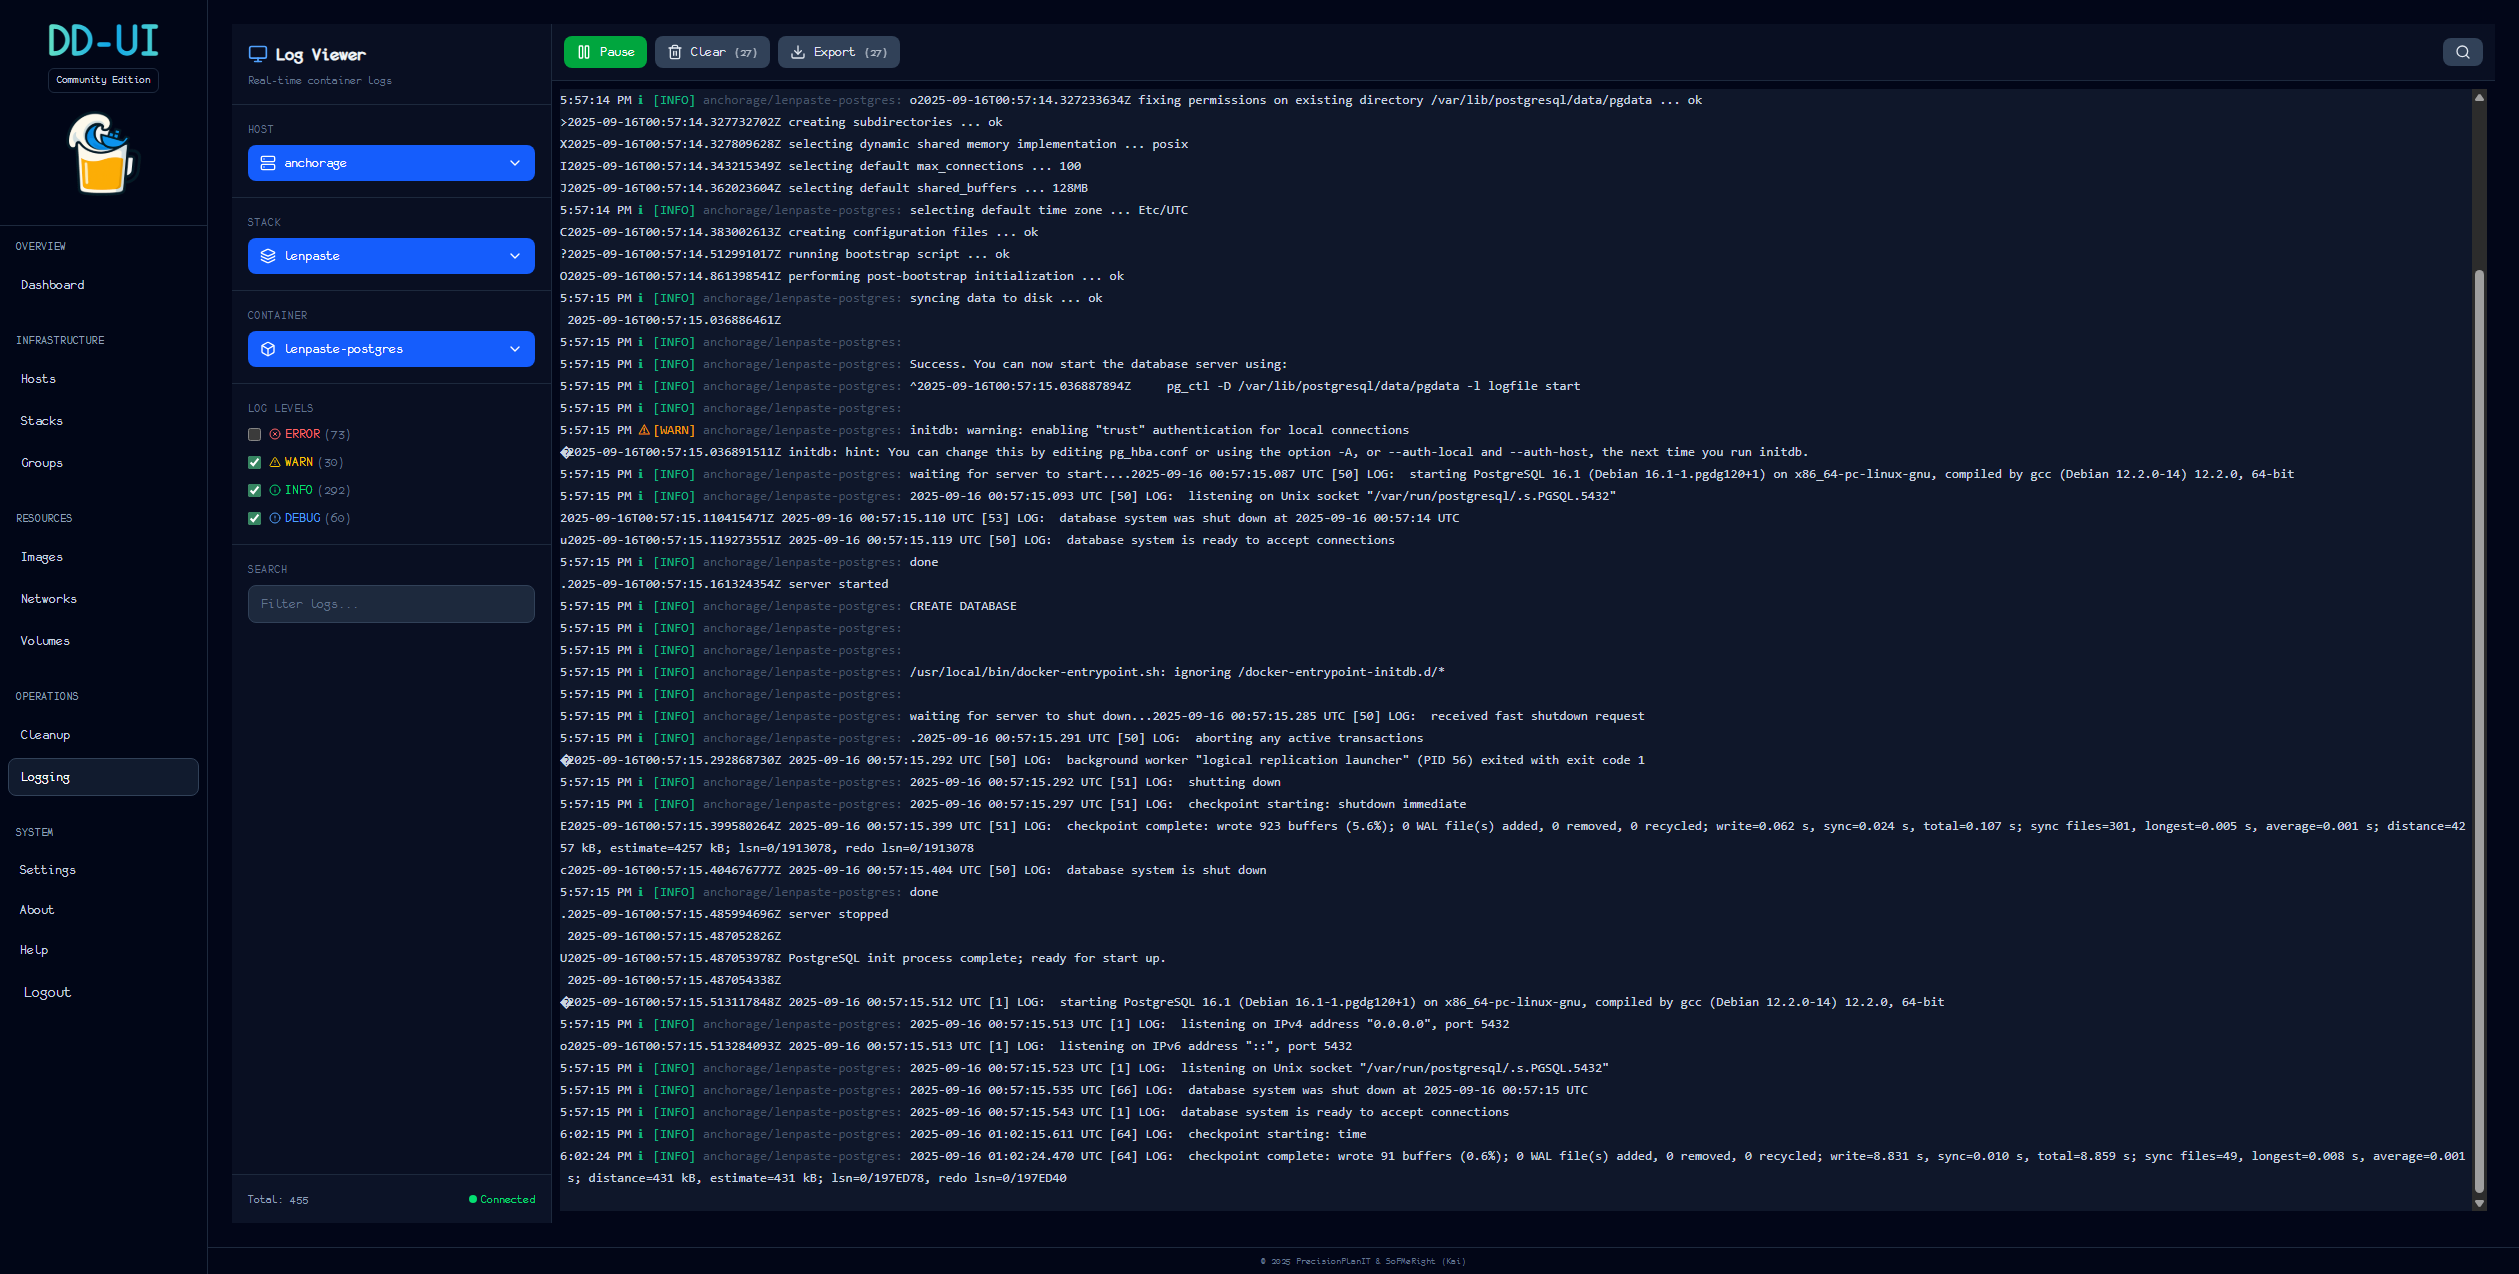 DD-UI
Community Edition
OVERVIEW
Dashboard
INFRASTRUCTURE
Hosts
Stacks
Groups
RESOURCES
Images
Networks
Volumes
OPERATIONS
Cleanup
Logging
SYSTEM
Settings
About
Help
Logout
Log Viewer
Real-time container logs
HOST
anchorage
STACK
lenpaste
CONTAINER
lenpaste-postgres
LOG LEVELS
ERROR (73)
WARN (30)
INFO (292)
DEBUG (60)
SEARCH
Filter logs...
Total: 455
Connected
Pause
Clear (27)
Export (27)
5:57:14 PM ℹ [INFO] anchorage/lenpaste-postgres: o2025-09-16T00:57:14.327233634Z fixing permissions on existing directory /var/lib/postgresql/data/pgdata ... ok
>2025-09-16T00:57:14.327732702Z creating subdirectories ... ok
X2025-09-16T00:57:14.327809628Z selecting dynamic shared memory implementation ... posix
I2025-09-16T00:57:14.343215349Z selecting default max_connections ... 100
J2025-09-16T00:57:14.362023604Z selecting default shared_buffers ... 128MB
5:57:14 PM ℹ [INFO] anchorage/lenpaste-postgres: selecting default time zone ... Etc/UTC
C2025-09-16T00:57:14.383002613Z creating configuration files ... ok
?2025-09-16T00:57:14.512991017Z running bootstrap script ... ok
O2025-09-16T00:57:14.861398541Z performing post-bootstrap initialization ... ok
5:57:15 PM ℹ [INFO] anchorage/lenpaste-postgres: syncing data to disk ... ok
2025-09-16T00:57:15.036886461Z
5:57:15 PM ℹ [INFO] anchorage/lenpaste-postgres:
5:57:15 PM ℹ [INFO] anchorage/lenpaste-postgres: Success. You can now start the database server using:
5:57:15 PM ℹ [INFO] anchorage/lenpaste-postgres: ^2025-09-16T00:57:15.036887894Z     pg_ctl -D /var/lib/postgresql/data/pgdata -l logfile start
5:57:15 PM ℹ [INFO] anchorage/lenpaste-postgres:
5:57:15 PM ⚠ [WARN] anchorage/lenpaste-postgres: initdb: warning: enabling "trust" authentication for local connections
�2025-09-16T00:57:15.036891511Z initdb: hint: You can change this by editing pg_hba.conf or using the option -A, or --auth-local and --auth-host, the next time you run initdb.
5:57:15 PM ℹ [INFO] anchorage/lenpaste-postgres: waiting for server to start....2025-09-16 00:57:15.087 UTC [50] LOG:  starting PostgreSQL 16.1 (Debian 16.1-1.pgdg120+1) on x86_64-pc-linux-gnu, compiled by gcc (Debian 12.2.0-14) 12.2.0, 64-bit
5:57:15 PM ℹ [INFO] anchorage/lenpaste-postgres: 2025-09-16 00:57:15.093 UTC [50] LOG:  listening on Unix socket "/var/run/postgresql/.s.PGSQL.5432"
2025-09-16T00:57:15.110415471Z 2025-09-16 00:57:15.110 UTC [53] LOG:  database system was shut down at 2025-09-16 00:57:14 UTC
u2025-09-16T00:57:15.119273551Z 2025-09-16 00:57:15.119 UTC [50] LOG:  database system is ready to accept connections
5:57:15 PM ℹ [INFO] anchorage/lenpaste-postgres: done
.2025-09-16T00:57:15.161324354Z server started
5:57:15 PM ℹ [INFO] anchorage/lenpaste-postgres: CREATE DATABASE
5:57:15 PM ℹ [INFO] anchorage/lenpaste-postgres:
5:57:15 PM ℹ [INFO] anchorage/lenpaste-postgres:
5:57:15 PM ℹ [INFO] anchorage/lenpaste-postgres: /usr/local/bin/docker-entrypoint.sh: ignoring /docker-entrypoint-initdb.d/*
5:57:15 PM ℹ [INFO] anchorage/lenpaste-postgres:
5:57:15 PM ℹ [INFO] anchorage/lenpaste-postgres: waiting for server to shut down...2025-09-16 00:57:15.285 UTC [50] LOG:  received fast shutdown request
5:57:15 PM ℹ [INFO] anchorage/lenpaste-postgres: .2025-09-16 00:57:15.291 UTC [50] LOG:  aborting any active transactions
�2025-09-16T00:57:15.292868730Z 2025-09-16 00:57:15.292 UTC [50] LOG:  background worker "logical replication launcher" (PID 56) exited with exit code 1
5:57:15 PM ℹ [INFO] anchorage/lenpaste-postgres: 2025-09-16 00:57:15.292 UTC [51] LOG:  shutting down
5:57:15 PM ℹ [INFO] anchorage/lenpaste-postgres: 2025-09-16 00:57:15.297 UTC [51] LOG:  checkpoint starting: shutdown immediate
E2025-09-16T00:57:15.399580264Z 2025-09-16 00:57:15.399 UTC [51] LOG:  checkpoint complete: wrote 923 buffers (5.6%); 0 WAL file(s) added, 0 removed, 0 recycled; write=0.062 s, sync=0.024 s, total=0.107 s; sync files=301, longest=0.005 s, average=0.001 s; distance=42
57 kB, estimate=4257 kB; lsn=0/1913078, redo lsn=0/1913078
c2025-09-16T00:57:15.404676777Z 2025-09-16 00:57:15.404 UTC [50] LOG:  database system is shut down
5:57:15 PM ℹ [INFO] anchorage/lenpaste-postgres: done
.2025-09-16T00:57:15.485994696Z server stopped
2025-09-16T00:57:15.487052826Z
U2025-09-16T00:57:15.487053978Z PostgreSQL init process complete; ready for start up.
2025-09-16T00:57:15.487054338Z
�2025-09-16T00:57:15.513117848Z 2025-09-16 00:57:15.512 UTC [1] LOG:  starting PostgreSQL 16.1 (Debian 16.1-1.pgdg120+1) on x86_64-pc-linux-gnu, compiled by gcc (Debian 12.2.0-14) 12.2.0, 64-bit
5:57:15 PM ℹ [INFO] anchorage/lenpaste-postgres: 2025-09-16 00:57:15.513 UTC [1] LOG:  listening on IPv4 address "0.0.0.0", port 5432
o2025-09-16T00:57:15.513284093Z 2025-09-16 00:57:15.513 UTC [1] LOG:  listening on IPv6 address "::", port 5432
5:57:15 PM ℹ [INFO] anchorage/lenpaste-postgres: 2025-09-16 00:57:15.523 UTC [1] LOG:  listening on Unix socket "/var/run/postgresql/.s.PGSQL.5432"
5:57:15 PM ℹ [INFO] anchorage/lenpaste-postgres: 2025-09-16 00:57:15.535 UTC [66] LOG:  database system was shut down at 2025-09-16 00:57:15 UTC
5:57:15 PM ℹ [INFO] anchorage/lenpaste-postgres: 2025-09-16 00:57:15.543 UTC [1] LOG:  database system is ready to accept connections
6:02:15 PM ℹ [INFO] anchorage/lenpaste-postgres: 2025-09-16 01:02:15.611 UTC [64] LOG:  checkpoint starting: time
6:02:24 PM ℹ [INFO] anchorage/lenpaste-postgres: 2025-09-16 01:02:24.470 UTC [64] LOG:  checkpoint complete: wrote 91 buffers (0.6%); 0 WAL file(s) added, 0 removed, 0 recycled; write=8.831 s, sync=0.010 s, total=8.859 s; sync files=49, longest=0.008 s, average=0.001
s; distance=431 kB, estimate=431 kB; lsn=0/197ED78, redo lsn=0/197ED40
© 2025 PrecisionPlanIT & SoFMeRight (Kai)